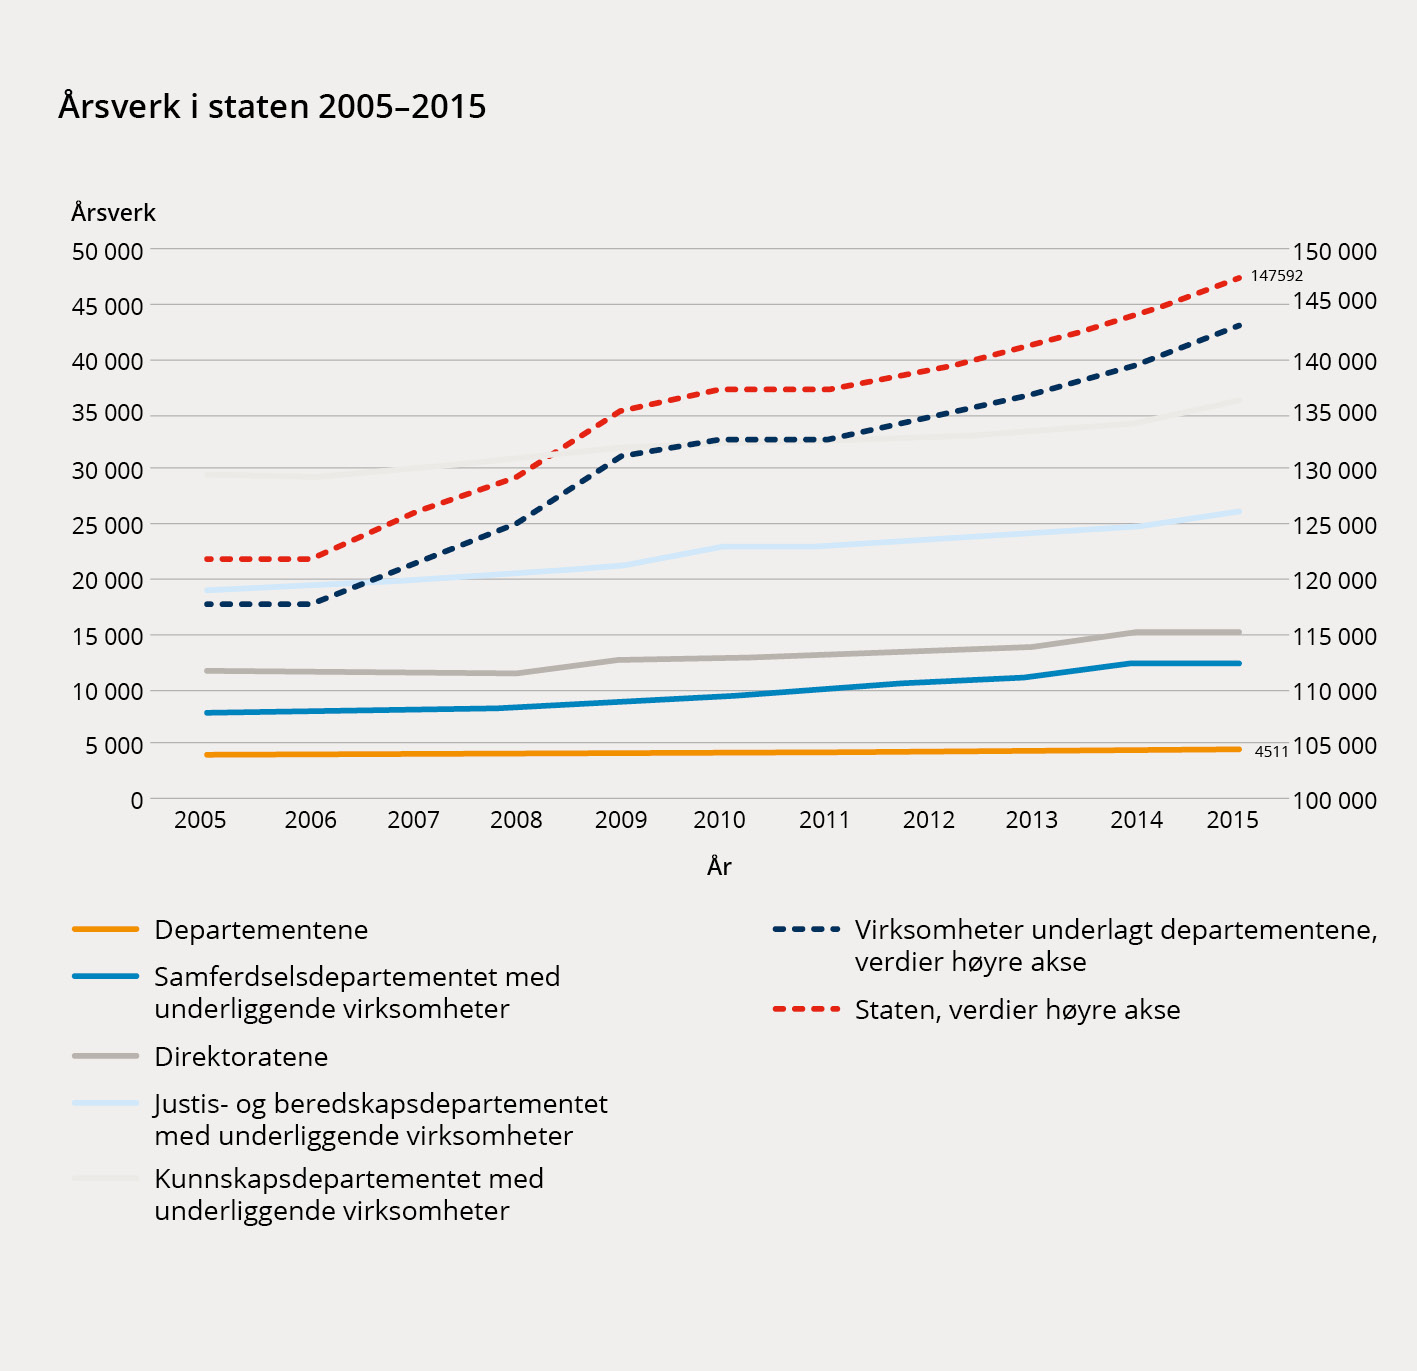 Årsverk i staten 2005–2015
Årsverk
50 000
45 000
40 000
35 000
30 000
25 000
20 000
15 000
10 000
5 000
0
150 000
147592
145 000
140 000
135 000
130 000
125 000
120 000
115 000
110 000
105 000
4511
100 000
2005 2006 2007 2008 2009 2010 2011 2012 2013 2014 2015
År
Departementene
Samferdselsdepartementet med
underliggende virksomheter
Direktoratene
Justis- og beredskapsdepartementet
med underliggende virksomheter
Kunnskapsdepartementet med
underliggende virksomheter
Virksomheter underlagt departementene,
verdier høyre akse
Staten, verdier høyre akse